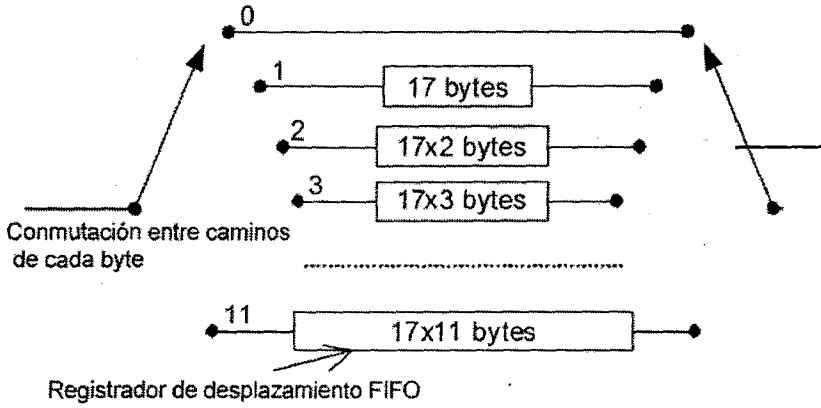 0
1
17 bytes
2
17x2 bytes
3
17x3 bytes
Conmutación entre caminos
de cada byte
11
17x11 bytes
Registrador de desplazamiento FIFO